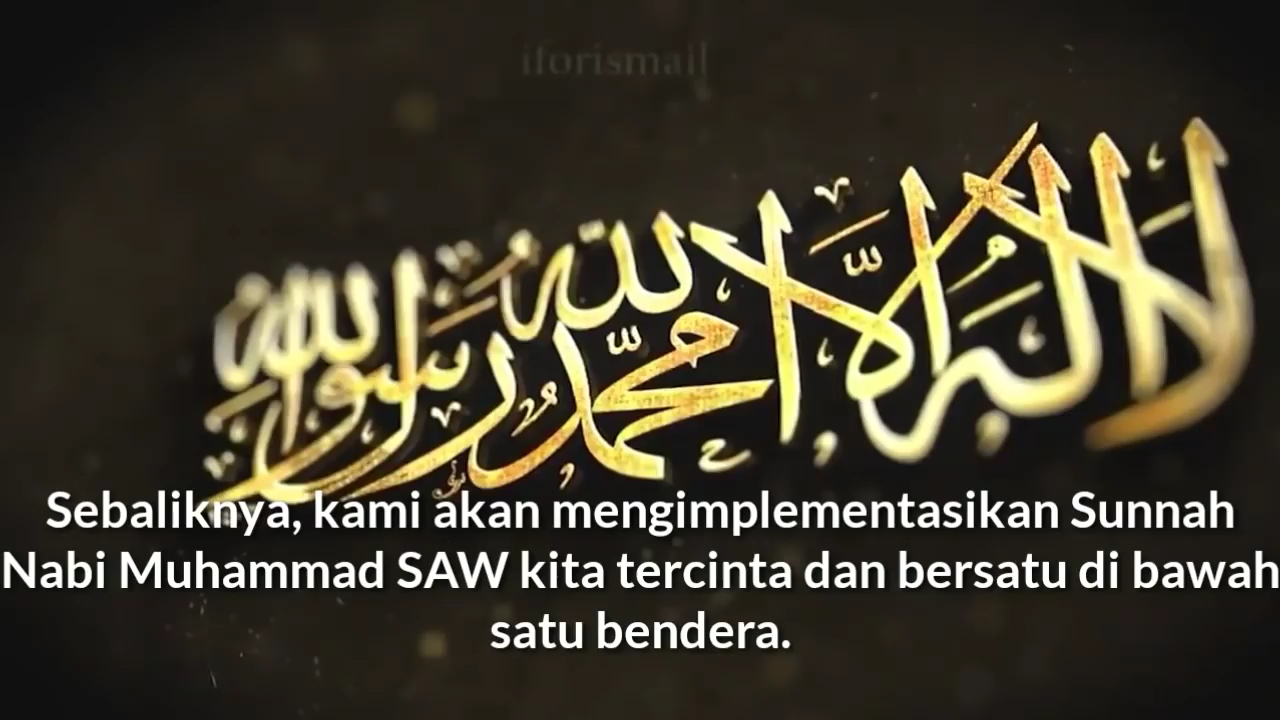 iforismail
لا إله إلا الله محمد رسول الله
Sebaliknya, kami akan mengimplementasikan Sunnah
Nabi Muhammad SAW kita tercinta dan bersatu di bawah
satu bendera.